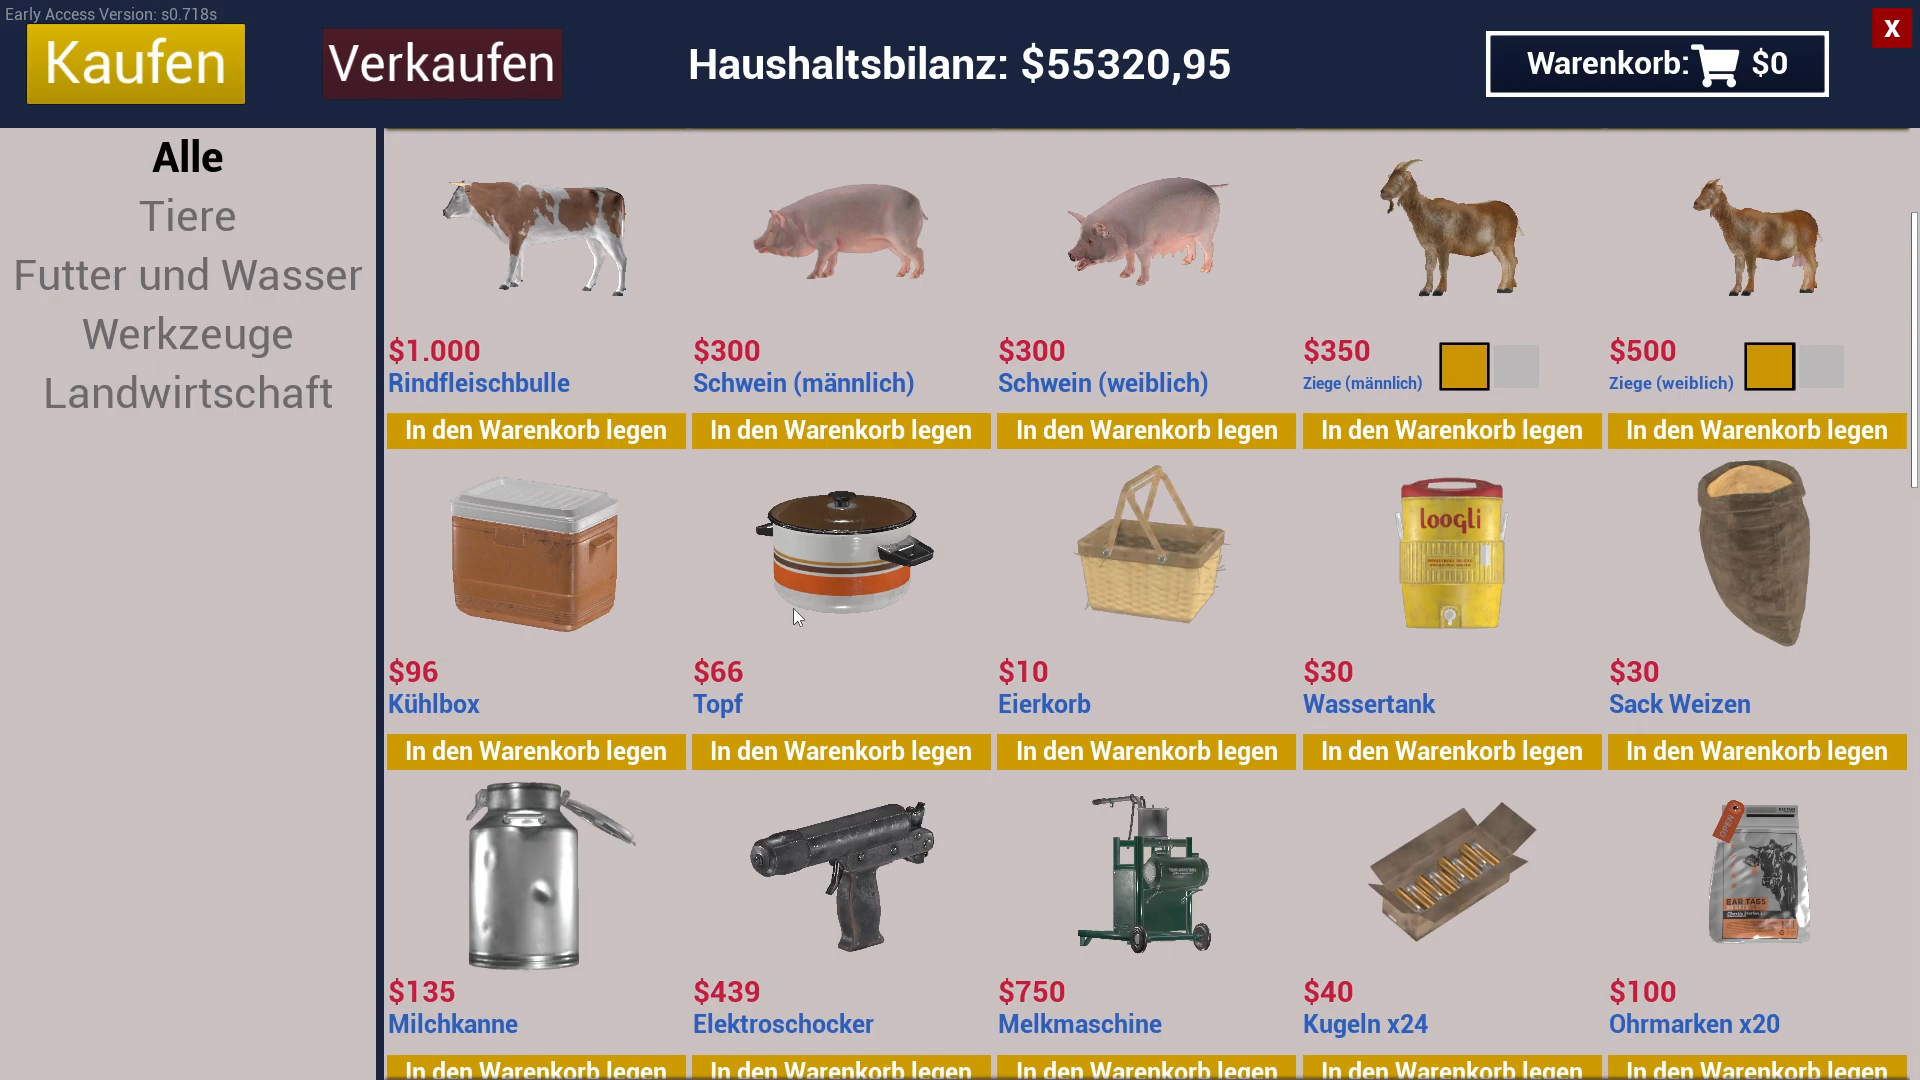 Early Access Version: s0.718s
Kaufen
Verkaufen
Haushaltsbilanz: $55320,95
Warenkorb: $0
X
Alle
Tiere
Futter und Wasser
Werkzeuge
Landwirtschaft
$1.000
Rindfleischbulle
In den Warenkorb legen
$300
Schwein (männlich)
In den Warenkorb legen
$300
Schwein (weiblich)
In den Warenkorb legen
$350
Ziege (männlich)
In den Warenkorb legen
$500
Ziege (weiblich)
In den Warenkorb legen
$96
Kühlbox
In den Warenkorb legen
$66
Topf
In den Warenkorb legen
$10
Eierkorb
In den Warenkorb legen
loogli
$30
Wassertank
In den Warenkorb legen
$30
Sack Weizen
In den Warenkorb legen
$135
Milchkanne
In den Warenkorb legen
$439
Elektroschocker
In den Warenkorb legen
$750
Melkmaschine
In den Warenkorb legen
$40
Kugeln x24
In den Warenkorb legen
OPEN
EAR TAGS
$100
Ohrmarken x20
In den Warenkorb legen